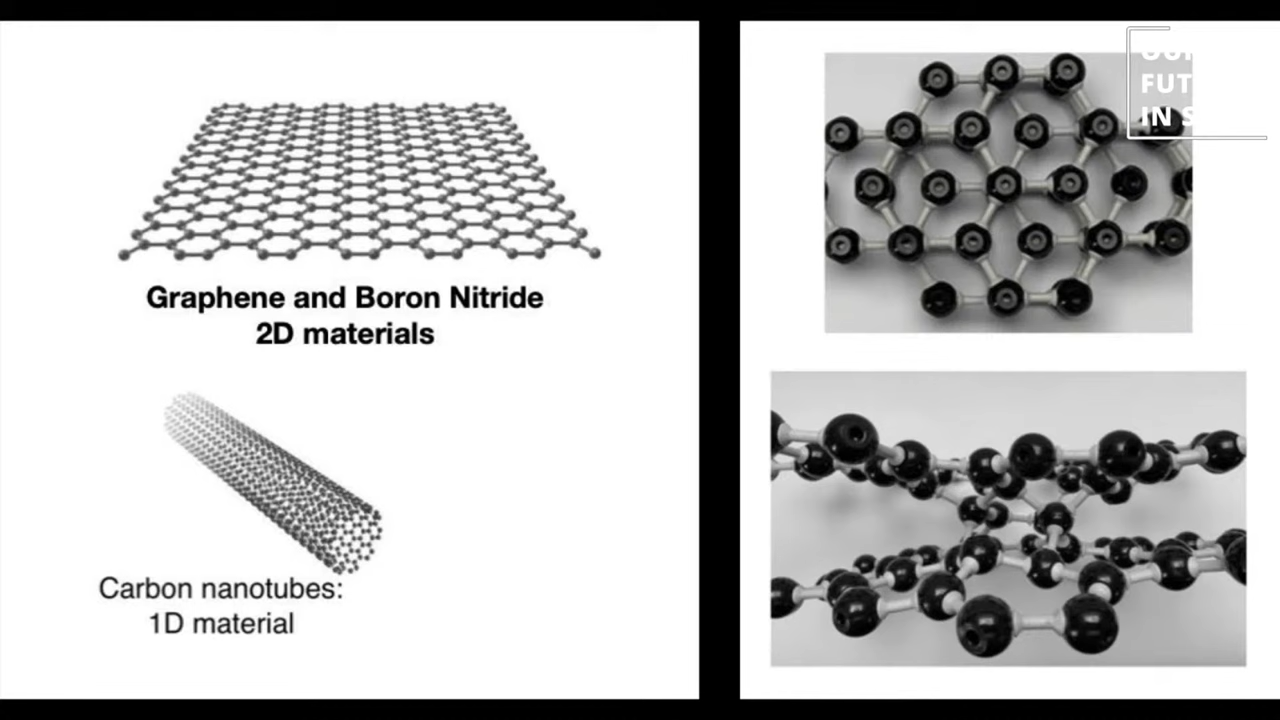 Graphene and Boron Nitride
2D materials
Carbon nanotubes:
1D material
FUT
IN S